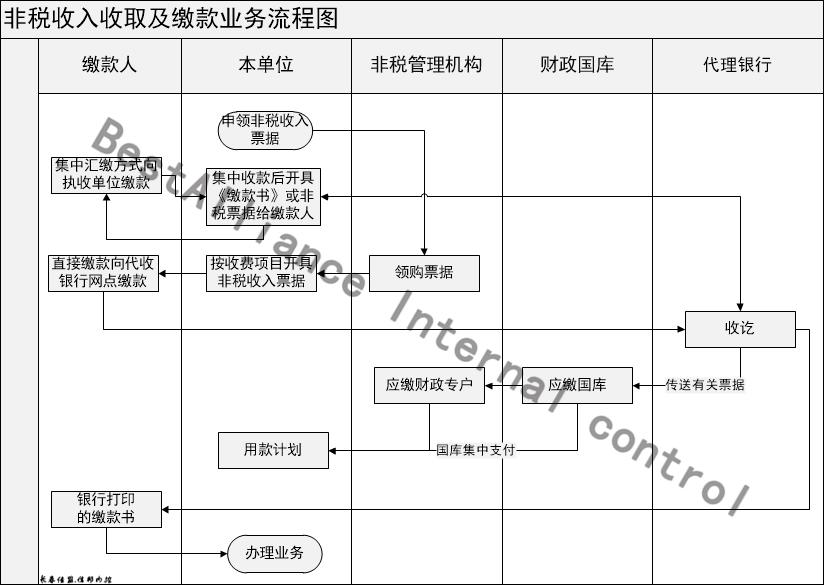 非税收入收取及缴款业务流程图
缴款人
本单位
非税管理机构
财政国库
代理银行
申领非税收入
票据
集中汇缴方式向
执收单位缴款
集中收款后开具
《缴款书》或非
税票据给缴款人
直接缴款向代收
银行网点缴款
按收费项目开具
非税收入票据
领购票据
收讫
应缴财政专户
应缴国库
传送有关票据
用款计划
国库集中支付
银行打印
的缴款书
办理业务
BestAlliance Internal control